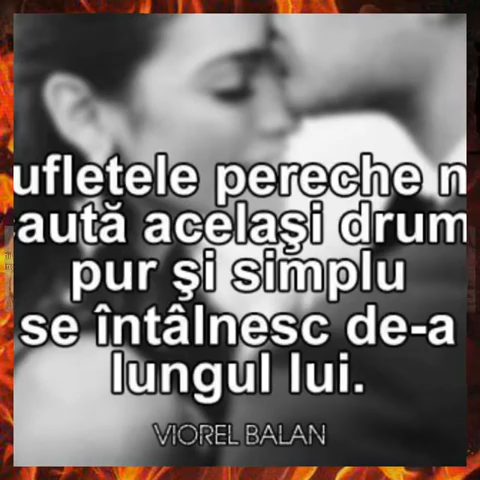 ufletele pereche n
aută acelaşi drum
pur şi simplu
se întâlnesc de-a
lungul lui.
VIOREL BALAN